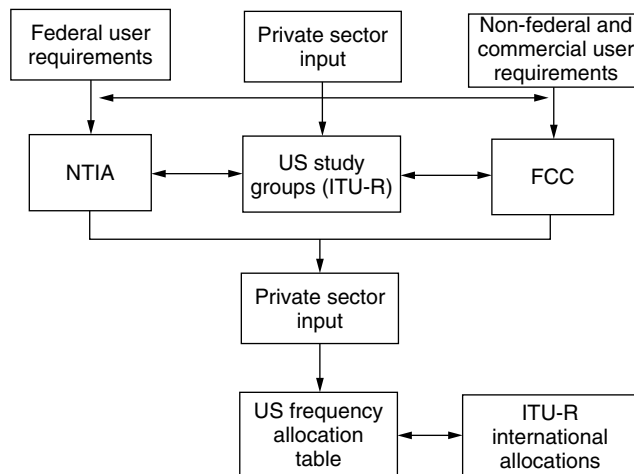 Federal user
requirements
Private sector
input
Non-federal and
commercial user
requirements
NTIA
US study
groups (ITU-R)
FCC
Private sector
input
US frequency
allocation
table
ITU-R
international
allocations